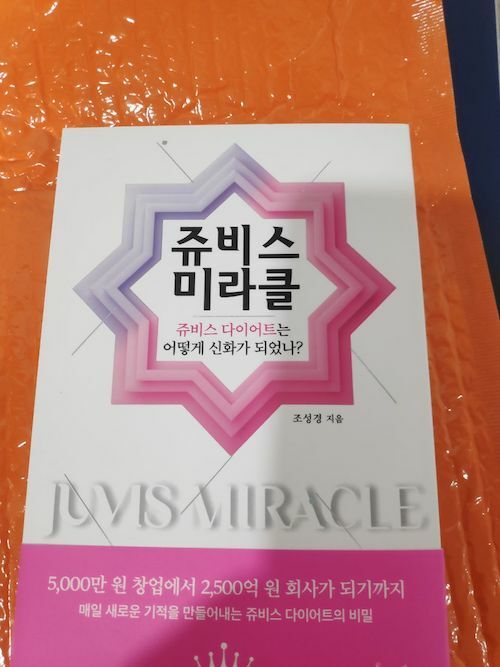 쥬비스
미라클
쥬비스 다이어트는
어떻게 신화가 되었나?
조성경 지음
JUVIS MIRACLE
5,000만 원 창업에서 2,500억 원 회사가 되기까지
매일 새로운 기적을 만들어내는 쥬비스 다이어트의 비밀